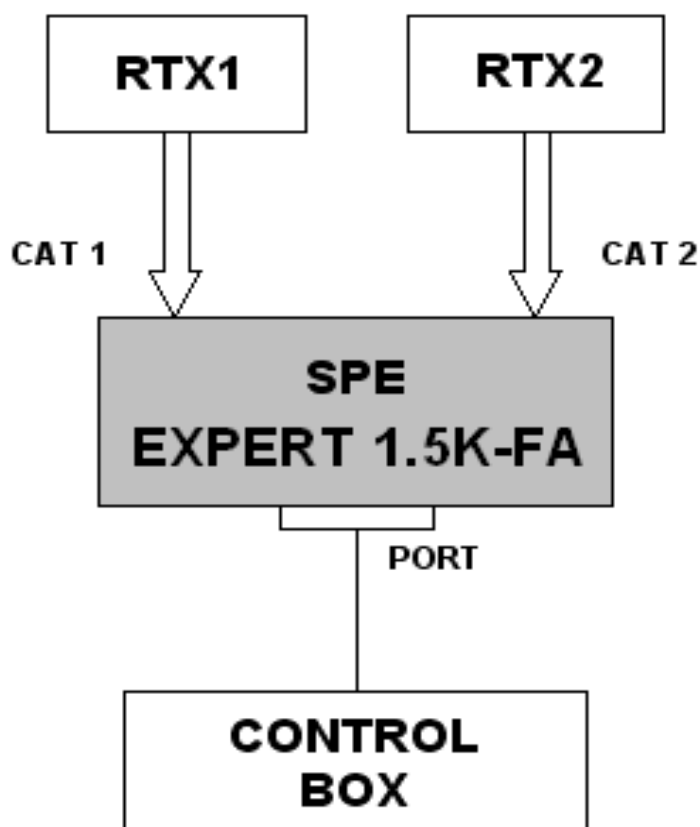 RTX1
RTX2
CAT 1
CAT 2
SPE
EXPERT 1.5K-FA
PORT
CONTROL
BOX